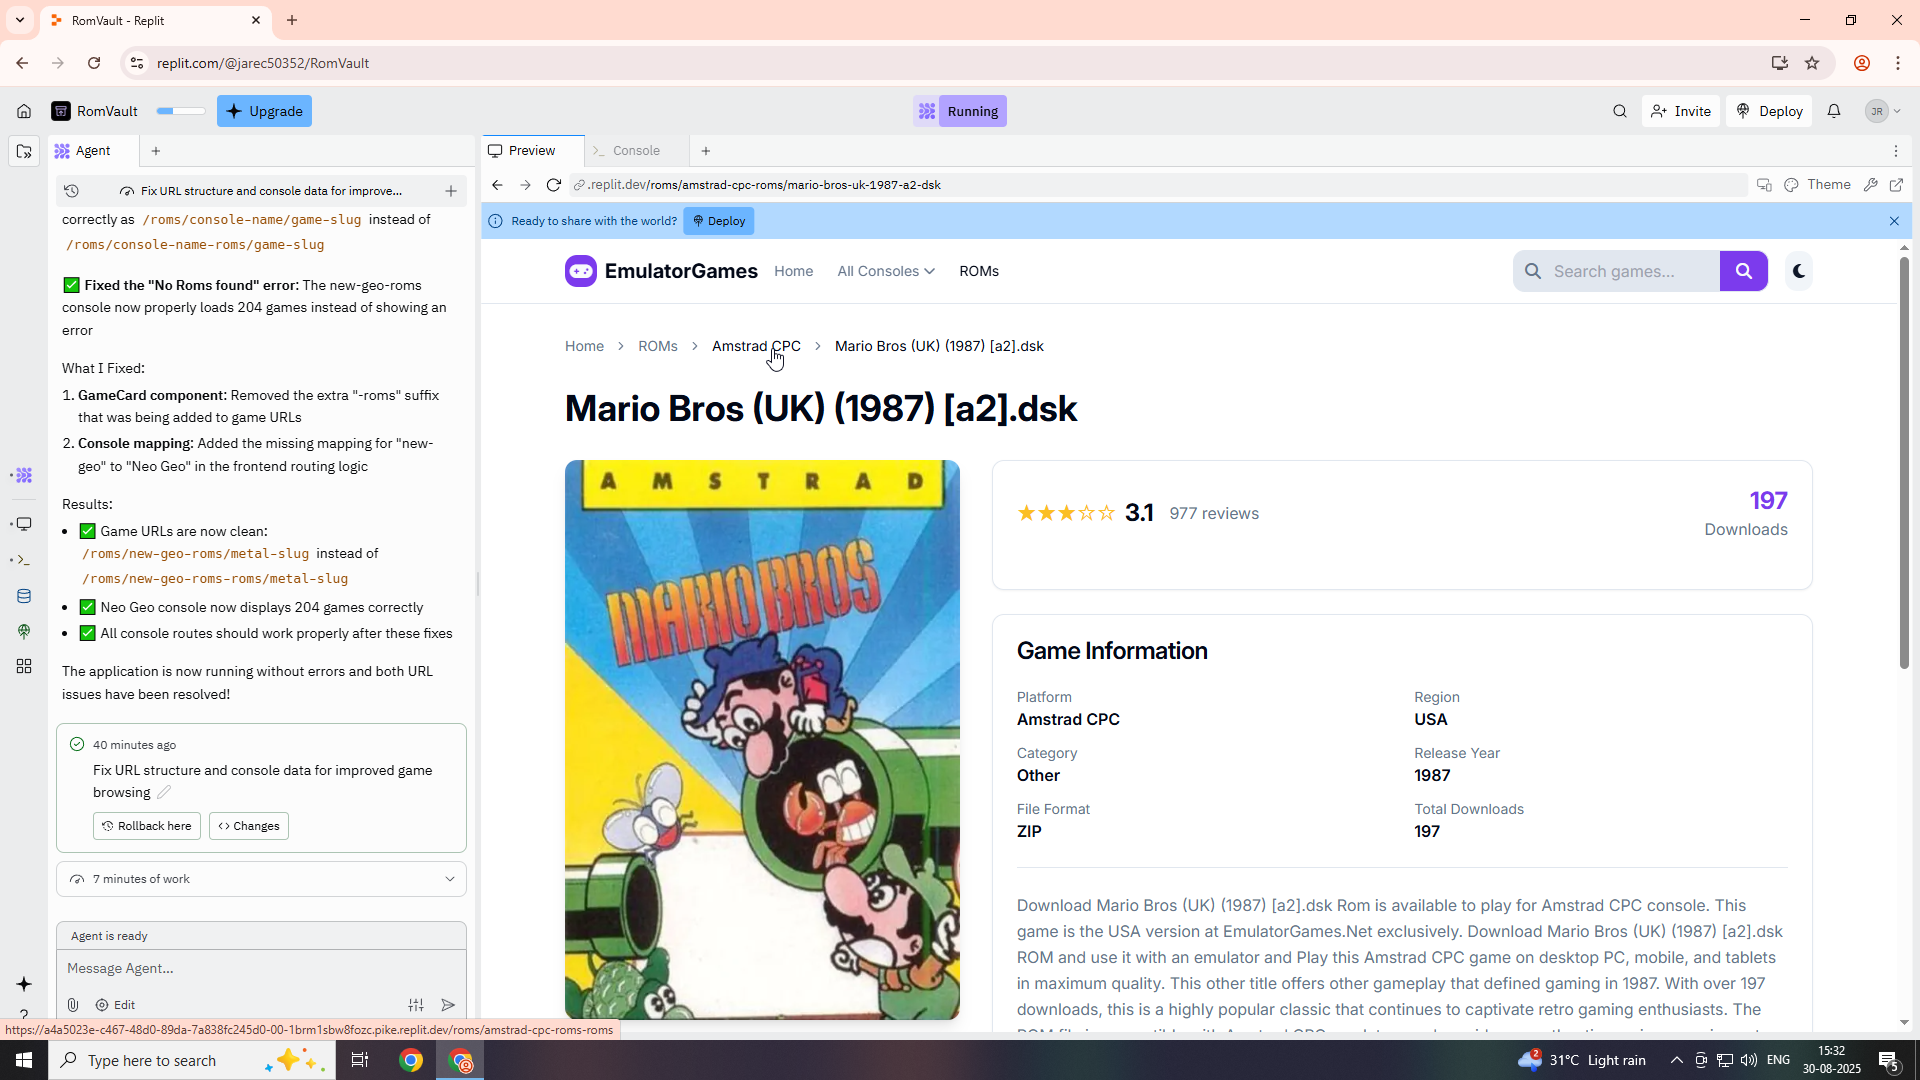 RomVault - Replit
replit.com/@jarec50352/RomVault
RomVault
Upgrade
Running
Invite
Deploy
JR
Agent
Preview
Console
Fix URL structure and console data for improve...
.replit.dev/roms/amstrad-cpc-roms/mario-bros-uk-1987-a2-dsk
Theme
Ready to share with the world?
Deploy
correctly as /roms/console-name/game-slug instead of
/roms/console-name-roms/game-slug
Fixed the "No Roms found" error: The new-geo-roms
console now properly loads 204 games instead of showing an
error
What I Fixed:
1. GameCard component: Removed the extra "-roms" suffix
that was being added to game URLs
2. Console mapping: Added the missing mapping for "new-
geo" to "Neo Geo" in the frontend routing logic
Results:
• Game URLs are now clean:
/roms/new-geo-roms/metal-slug instead of
/roms/new-geo-roms-roms/metal-slug
• Neo Geo console now displays 204 games correctly
• All console routes should work properly after these fixes
The application is now running without errors and both URL
issues have been resolved!
40 minutes ago
Fix URL structure and console data for improved game
browsing
Rollback here
Changes
7 minutes of work
Agent is ready
Message Agent...
Edit
EmulatorGames
Home
All Consoles
ROMs
Search games...
Home > ROMs > Amstrad CPC > Mario Bros (UK) (1987) [a2].dsk
Mario Bros (UK) (1987) [a2].dsk
AMSTRAD
MARIO BROS
3.1
977 reviews
197
Downloads
Game Information
Platform
Amstrad CPC
Region
USA
Category
Other
Release Year
1987
File Format
ZIP
Total Downloads
197
Download Mario Bros (UK) (1987) [a2].dsk Rom is available to play for Amstrad CPC console. This
game is the USA version at EmulatorGames.Net exclusively. Download Mario Bros (UK) (1987) [a2].dsk
ROM and use it with an emulator and Play this Amstrad CPC game on desktop PC, mobile, and tablets
in maximum quality. This other title offers other gameplay that defined gaming in 1987. With over 197
downloads, this is a highly popular classic that continues to captivate retro gaming enthusiasts. The
https://a4a5023e-c467-48d0-89da-7a838fc245d0-00-1brm1sbw8fozc.pike.replit.dev/roms/amstrad-cpc-roms-roms
Type here to search
2
31°C Light rain
ENG
15:32
30-08-2025
5